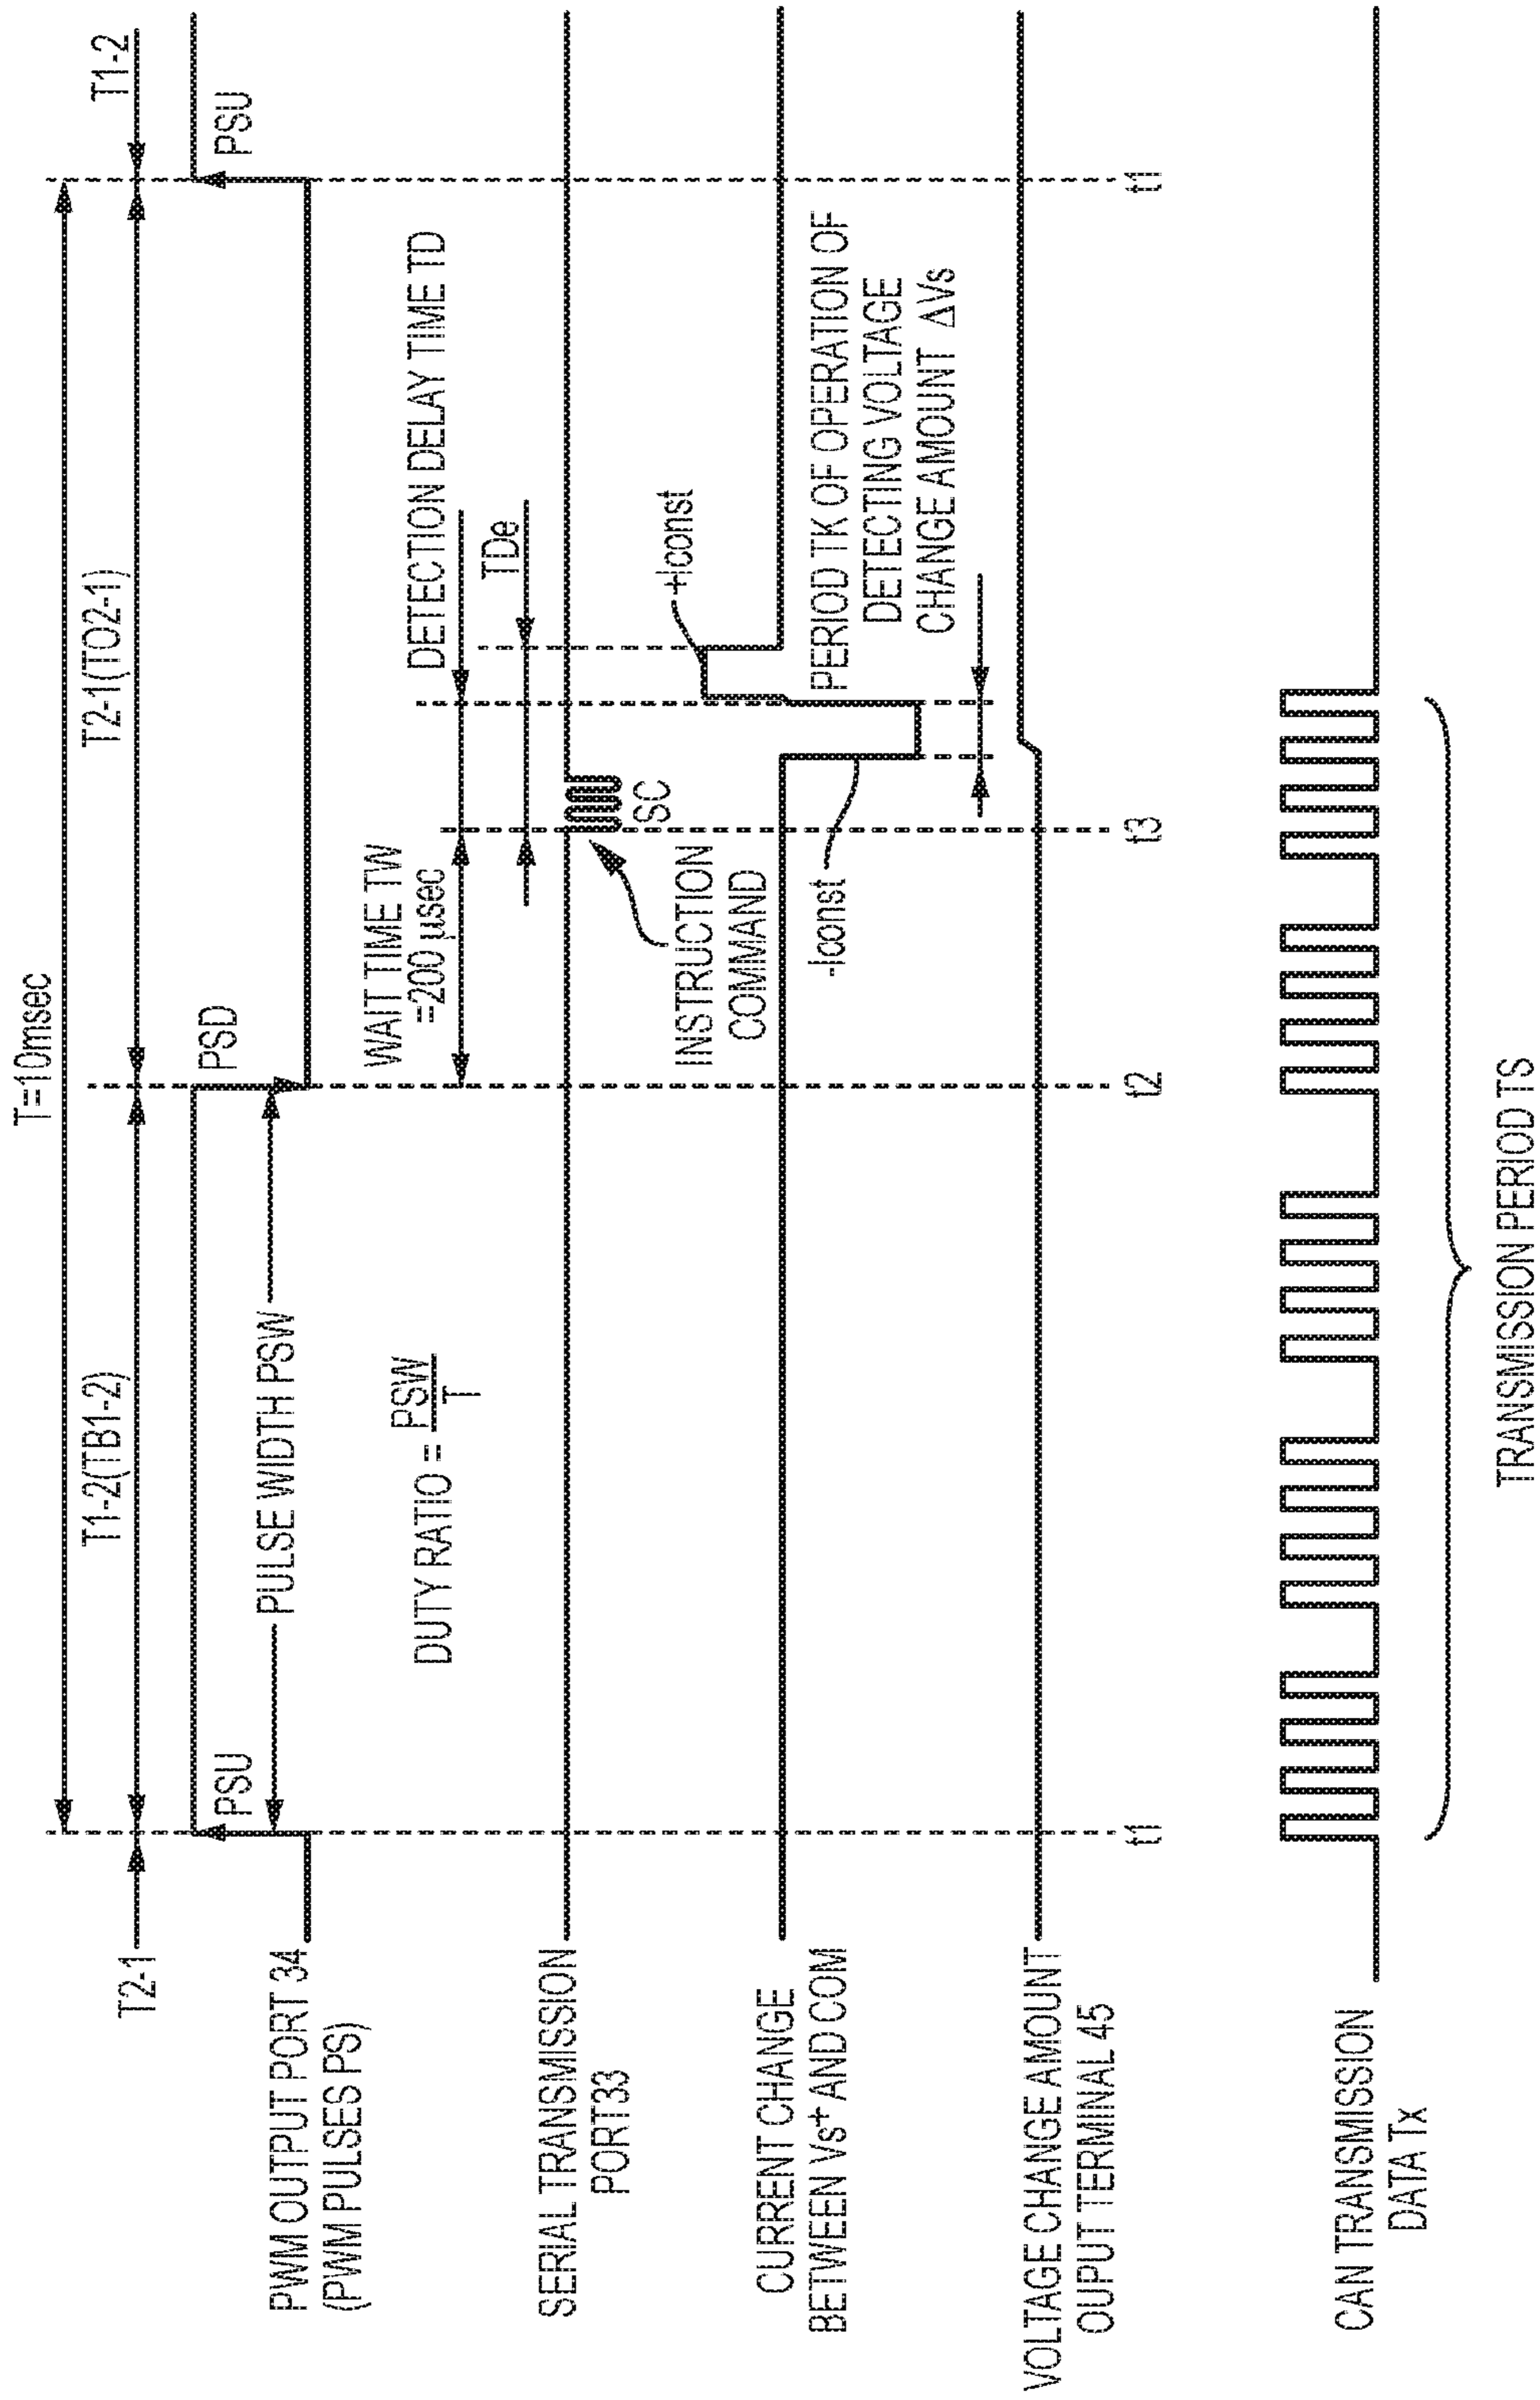 T=10msec
T2-1
T1-2(TB1-2)
T2-1(TO2-1)
T1-2
PWM OUTPUT PORT 34
(PWM PULSES PS)
PSU
PULSE WIDTH PSW
PSD
PSU
DUTY RATIO = PSW
T
WAIT TIME TW
=200 μsec
DETECTION DELAY TIME TD
TDe
SERIAL TRANSMISSION
PORT33
SC
INSTRUCTION
COMMAND
CURRENT CHANGE
BETWEEN Vs+ AND COM
-Iconst
+Iconst
PERIOD TK OF OPERATION OF
DETECTING VOLTAGE
CHANGE AMOUNT ΔVs
VOLTAGE CHANGE AMOUNT
OUPUT TERMINAL 45
t1
t2
t3
t1
CAN TRANSMISSION
DATA Tx
TRANSMISSION PERIOD TS